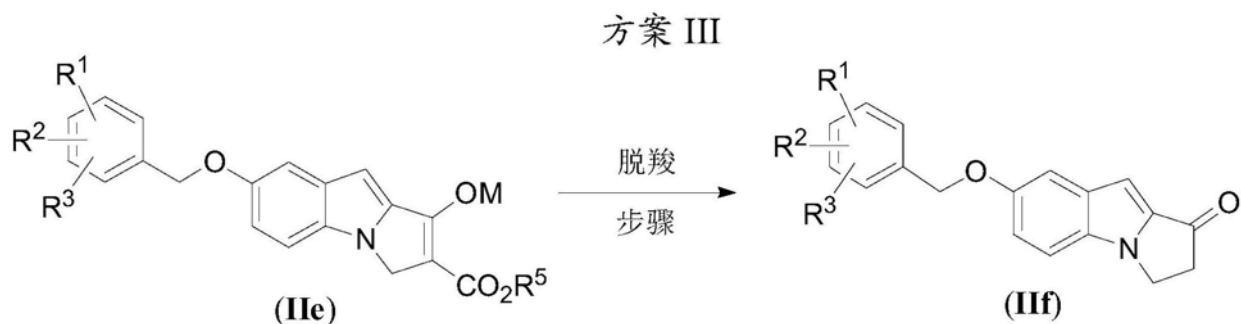 方案 III
R¹
R²
R³
O
N
OM
CO₂R⁵
(IIe)
脱羧
步骤
R¹
R²
R³
O
N
O
(IIf)